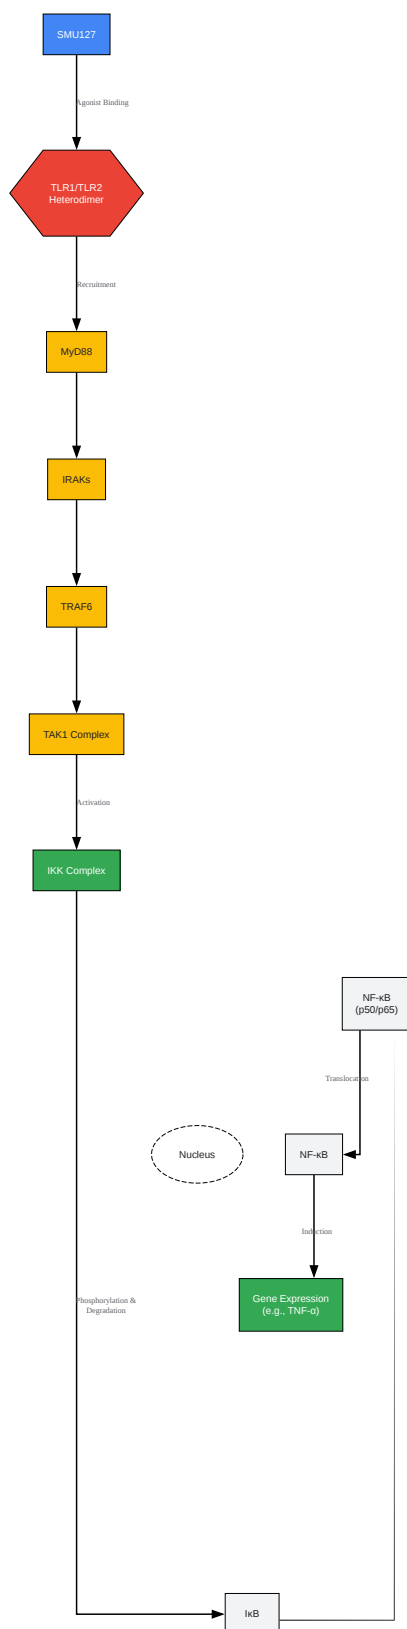 SMU127
Agonist Binding
TLR1/TLR2
Heterodimer
Recruitment
MyD88
IRAKs
TRAF6
TAK1 Complex
Activation
IKK Complex
NF-κB
(p50/p65)
Translocation
Nucleus
NF-κB
Induction
Gene Expression
(e.g., TNF-α)
Phosphorylation &
Degradation
IκB